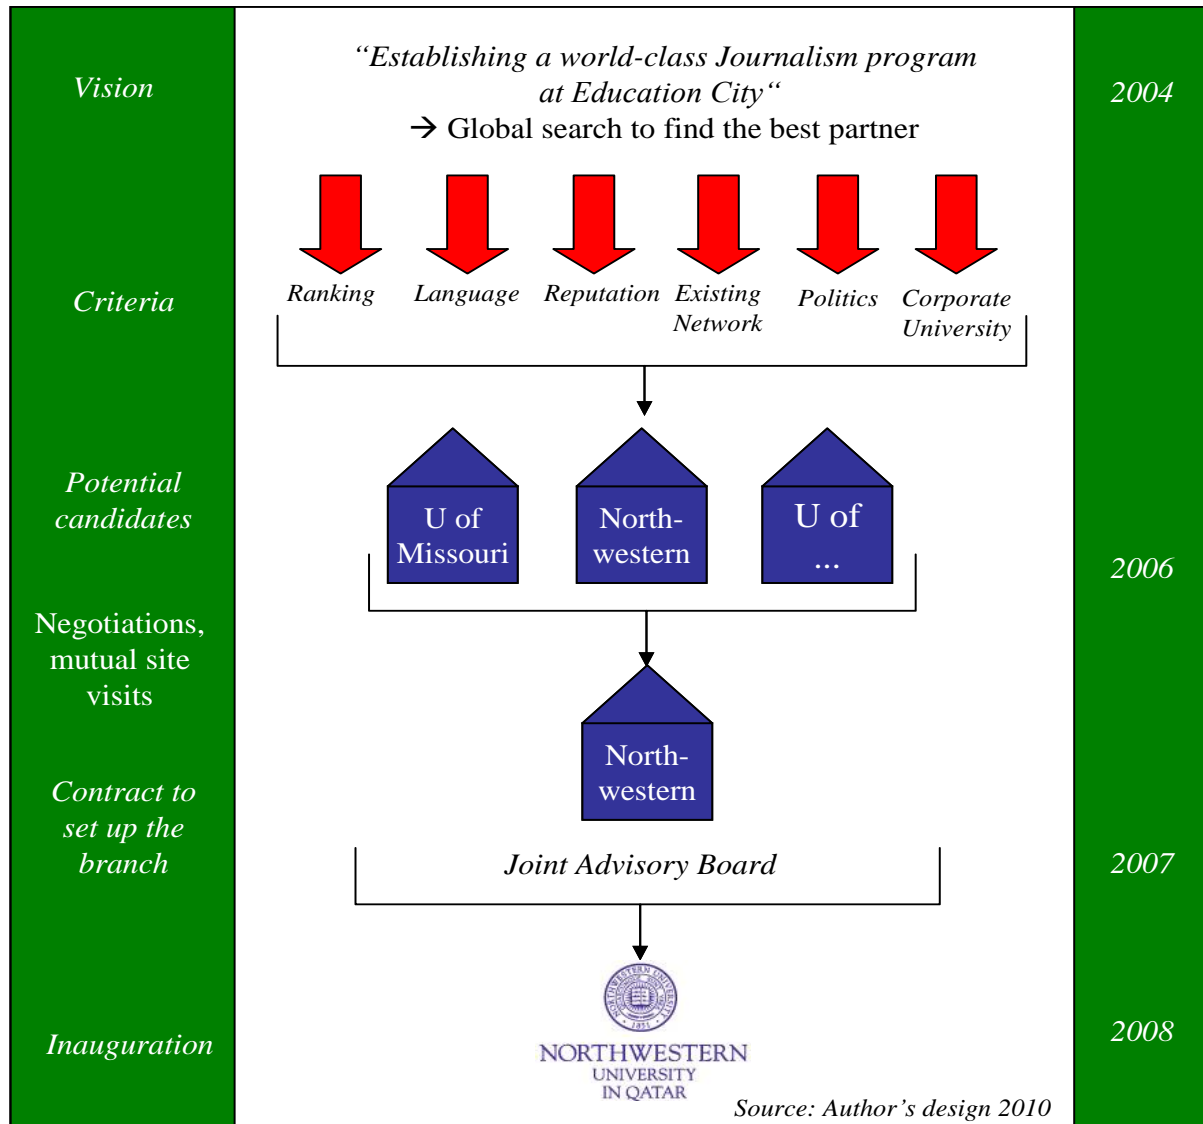 Vision
“Establishing a world-class Journalism program
at Education City“
→ Global search to find the best partner
2004
Criteria
Ranking
Language
Reputation
Existing
Network
Politics
Corporate
University
Potential
candidates
U of
Missouri
North-
western
U of
...
2006
Negotiations,
mutual site
visits
North-
western
Contract to
set up the
branch
Joint Advisory Board
2007
Inauguration
NORTHWESTERN
UNIVERSITY
IN QATAR
2008
Source: Author’s design 2010